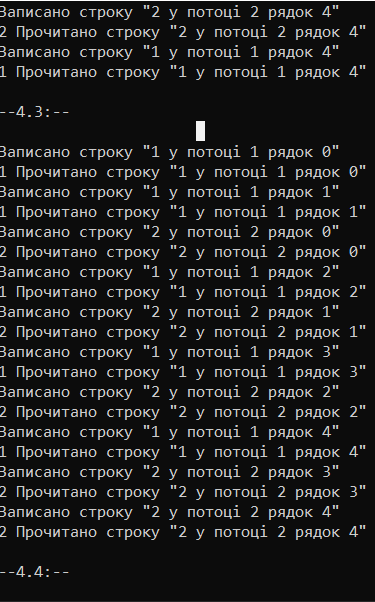 Записано строку "2 у потоці 2 рядок 4"
2 Прочитано строку "2 у потоці 2 рядок 4"
Записано строку "1 у потоці 1 рядок 4"
1 Прочитано строку "1 у потоці 1 рядок 4"
--4.3:--
Записано строку "1 у потоці 1 рядок 0"
1 Прочитано строку "1 у потоці 1 рядок 0"
Записано строку "1 у потоці 1 рядок 1"
1 Прочитано строку "1 у потоці 1 рядок 1"
Записано строку "2 у потоці 2 рядок 0"
2 Прочитано строку "2 у потоці 2 рядок 0"
Записано строку "1 у потоці 1 рядок 2"
1 Прочитано строку "1 у потоці 1 рядок 2"
Записано строку "2 у потоці 2 рядок 1"
2 Прочитано строку "2 у потоці 2 рядок 1"
Записано строку "1 у потоці 1 рядок 3"
1 Прочитано строку "1 у потоці 1 рядок 3"
Записано строку "2 у потоці 2 рядок 2"
2 Прочитано строку "2 у потоці 2 рядок 2"
Записано строку "1 у потоці 1 рядок 4"
1 Прочитано строку "1 у потоці 1 рядок 4"
Записано строку "2 у потоці 2 рядок 3"
2 Прочитано строку "2 у потоці 2 рядок 3"
Записано строку "2 у потоці 2 рядок 4"
2 Прочитано строку "2 у потоці 2 рядок 4"
--4.4:--